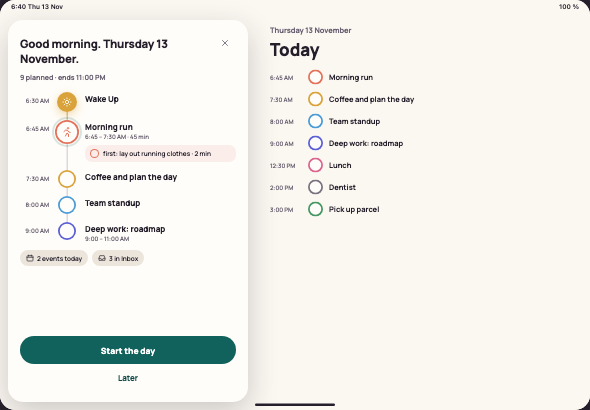 6:40 Thu 13 Nov
100 %
Good morning. Thursday 13
November.
9 planned · ends 11:00 PM
6:30 AM
Wake Up
6:45 AM
Morning run
6:45 – 7:30 AM · 45 min
first: lay out running clothes · 2 min
7:30 AM
Coffee and plan the day
8:00 AM
Team standup
9:00 AM
Deep work: roadmap
9:00 – 11:00 AM
2 events today
3 in Inbox
Start the day
Later
Thursday 13 November
Today
6:45 AM
Morning run
7:30 AM
Coffee and plan the day
8:00 AM
Team standup
9:00 AM
Deep work: roadmap
12:30 PM
Lunch
2:00 PM
Dentist
3:00 PM
Pick up parcel